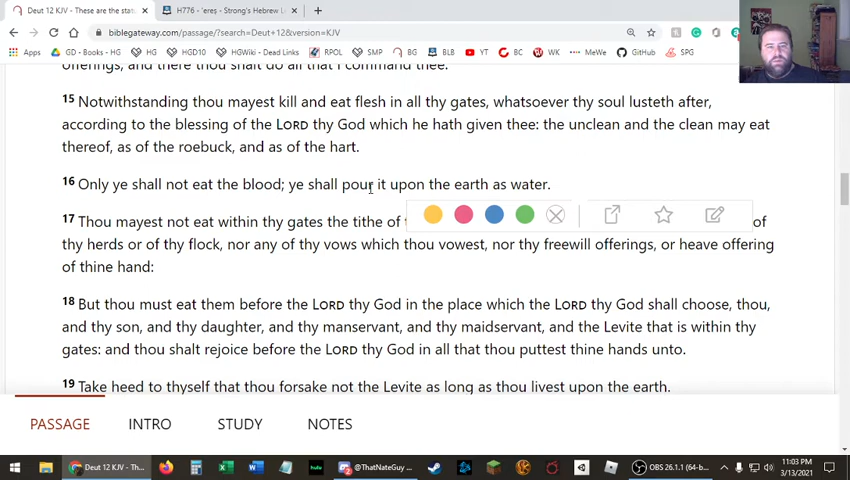 Deut 12 KJV - These are the stat
H776 - 'eres - Strong's Hebrew L
biblegateway.com/passage/?search=Deut+12&version=KJV
Apps GD - Books - HG HG HGD10 HGWiki - Dead Links RPOL SMP BG BLB YT BC WK MeWe GitHub SPG
offerings, and there thou shalt do all that I command thee.
15 Notwithstanding thou mayest kill and eat flesh in all thy gates, whatsoever thy soul lusteth after,
according to the blessing of the LORD thy God which he hath given thee: the unclean and the clean may eat
thereof, as of the roebuck, and as of the hart.
16 Only ye shall not eat the blood; ye shall pour it upon the earth as water.
17 Thou mayest not eat within thy gates the tithe of of
thy herds or of thy flock, nor any of thy vows which thou vowest, nor thy freewill offerings, or heave offering
of thine hand:
18 But thou must eat them before the LORD thy God in the place which the LORD thy God shall choose, thou,
and thy son, and thy daughter, and thy manservant, and thy maidservant, and the Levite that is within thy
gates: and thou shalt rejoice before the LORD thy God in all that thou puttest thine hands unto.
19 Take heed to thyself that thou forsake not the Levite as long as thou livest upon the earth.
PASSAGE INTRO STUDY NOTES
Deut 12 KJV - Th...
hulu
@ThatNateGuy ...
OBS 26.1.1 (64-b...
11:03 PM
3/13/2021